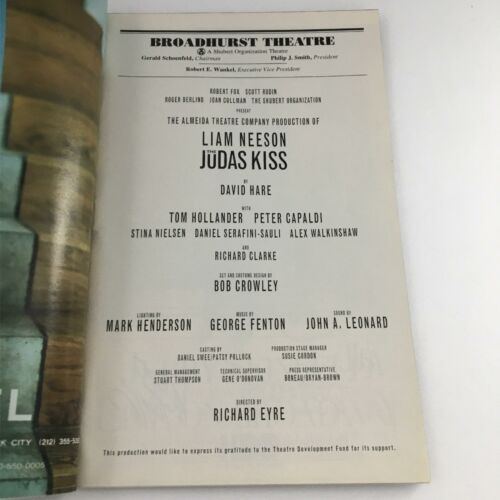 BROADHURST THEATRE
A Shubert Organization Theatre
Gerald Schoenfeld, Chairman Philip J. Smith, President
Robert E. Wankel, Executive Vice President
ROBERT FOX SCOTT RUDIN
ROGER BERLIND JOAN CULLMAN THE SHUBERT ORGANIZATION
PRESENT
THE ALMEIDA THEATRE COMPANY PRODUCTION OF
LIAM NEESON
THE JUDAS KISS
BY
DAVID HARE
WITH
TOM HOLLANDER PETER CAPALDI
STINA NIELSEN DANIEL SERAFINI-SAULI ALEX WALKINSHAW
AND
RICHARD CLARKE
SET AND COSTUME DESIGN BY
BOB CROWLEY
LIGHTING BY MUSIC BY SOUND BY
MARK HENDERSON GEORGE FENTON JOHN A. LEONARD
CASTING BY PRODUCTION STAGE MANAGER
DANIEL SWEE/PATSY POLLOCK SUSIE CORDON
GENERAL MANAGEMENT TECHNICAL SUPERVISOR PRESS REPRESENTATIVE
STUART THOMPSON GENE O'DONOVAN BONEAU/BRYAN-BROWN
DIRECTED BY
RICHARD EYRE
This production would like to express its gratitude to the Theatre Development Fund for its support.
EL
CITY (212)